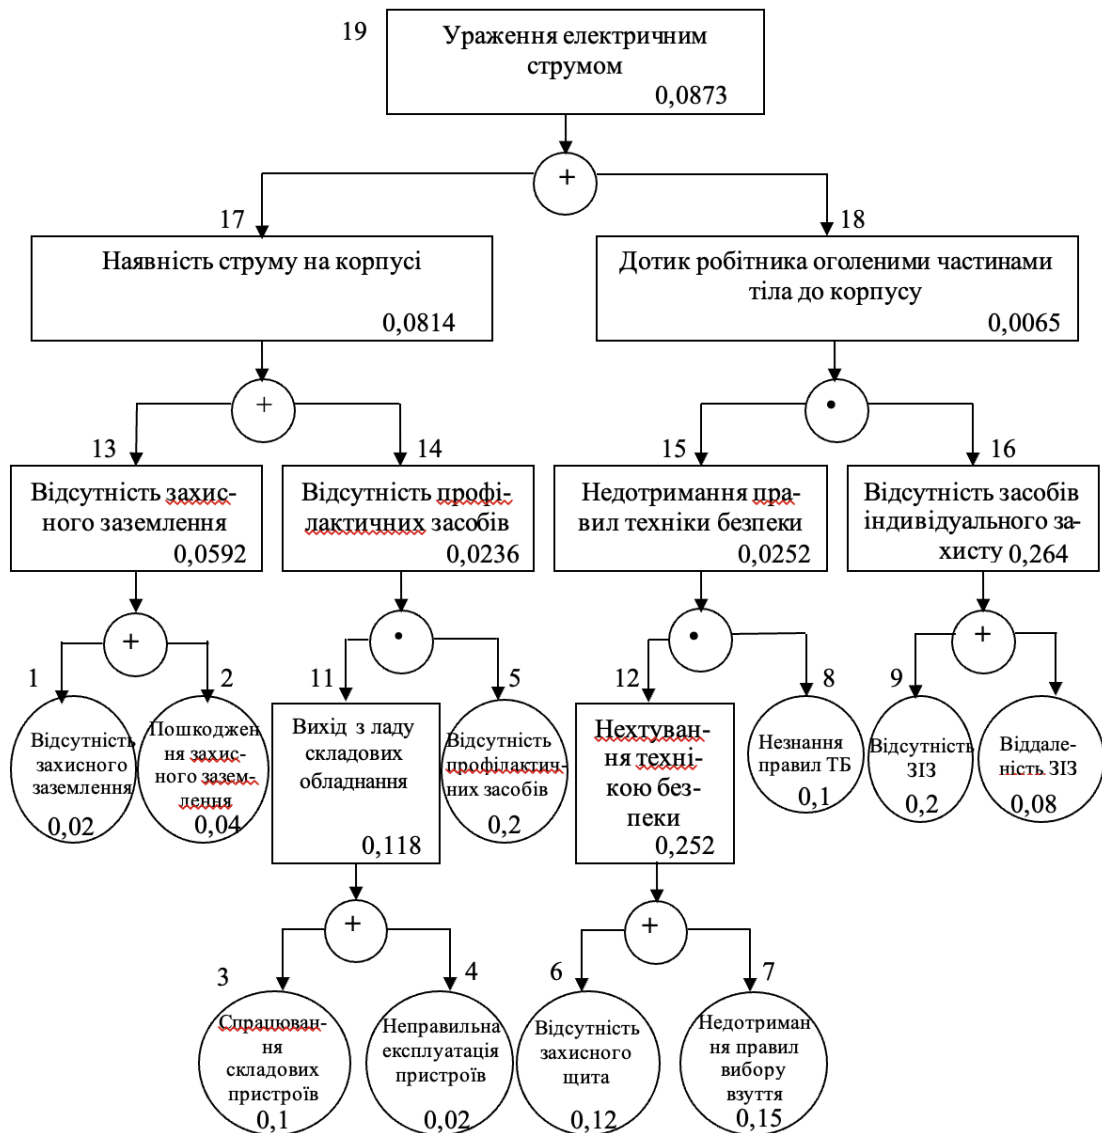 19
Ураження електричним
струмом
0,0873
+
17
18
Наявність струму на корпусі
0,0814
Дотик робітника оголеними частинами
тіла до корпусу
0,0065
+
•
13
14
15
16
Відсутність захис-
ного заземлення
0,0592
Відсутність профі-
лактичних засобів
0,0236
Недотримання пра-
вил техніки безпеки
0,0252
Відсутність засобів
індивідуального за-
хисту 0,264
+
•
•
+
1
2
11
5
12
8
9
Відсутність
захисного
заземлення
0,02
Пошкоджен
ня захис-
ного зазем-
лення
0,04
Вихід з ладу
складових
обладнання
0,118
Відсутність
профілактич-
них засобів
0,2
Нехтуван-
ня техні-
кою без-
пеки
0,252
Незнання
правил ТБ
0,1
Відсутність
ЗІЗ
0,2
Віддале-
ність ЗІЗ
0,08
+
+
3
4
6
7
Спрацюван-
ня
складових
пристроїв
0,1
Неправильна
експлуатація
пристроїв
0,02
Відсутність
захисного
щита
0,12
Недотриман
ня правил
вибору
взуття
0,15